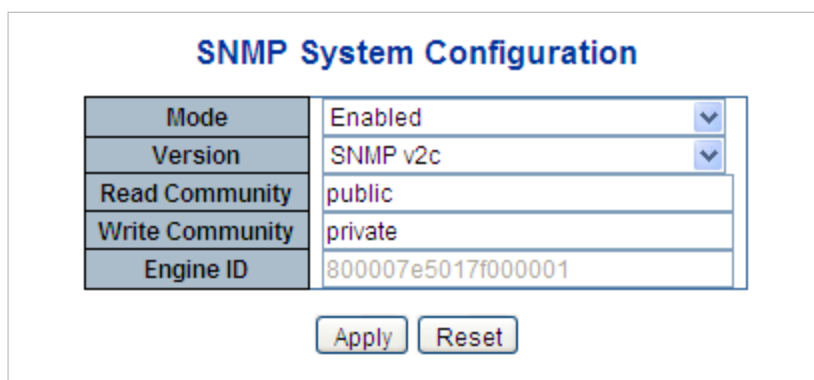 SNMP System Configuration
Mode Enabled
Version SNMP v2c
Read Community public
Write Community private
Engine ID 800007e5017f000001
Apply Reset